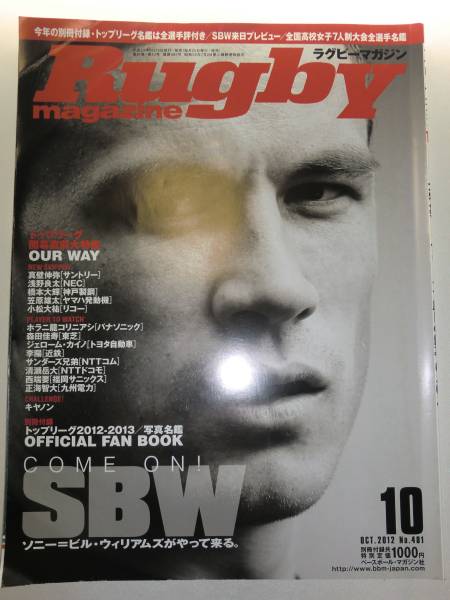 今年の別冊付録・トップリーグ名鑑は全選手評付き/SBW来日プレビュー/全国高校女子7人制大会全選手名鑑
ラグビーマガジン
Rugby
magazine
トップリーグ
開幕直前大特集
OUR WAY
NEW SKIPPER
真壁伸弥[サントリー]
浅野良太[NEC]
橋本大輝[神戸製鋼]
笠原雄太[ヤマハ発動機]
小松大祐[リコー]
PLAYER TO WATCH
ホラニ龍コリニアシ[パナソニック]
森田佳寿[東芝]
ジェローム・カイノ[トヨタ自動車]
李陽[近鉄]
サンダーズ兄弟[NTTコム]
清瀬岳大[NTTドコモ]
西端要[福岡サニックス]
正海智大[九州電力]
CHALLENGE!
キヤノン
別冊付録
トップリーグ2012-2013/写真名鑑
OFFICIAL FAN BOOK
COME ON!
SBW
ソニー=ビル・ウィリアムズがやって来る。
10
OCT.2012 No.481
別冊付録共
特別定価1000円
ベースボール・マガジン社
http://www.bbm-japan.com/